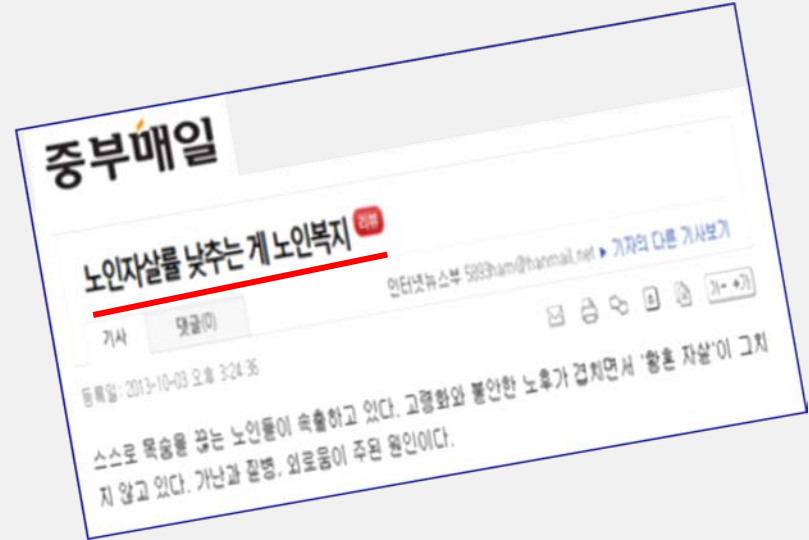 중부매일
노인자살률 낮추는 게 노인복지 리뷰
인터넷뉴스부 5893ham@hanmail.net ▶ 기자의 다른 기사보기
기사 댓글(0)
가- +가
등록일 : 2013-10-03 오후 3:24:36
스스로 목숨을 끊는 노인들이 속출하고 있다. 고령화와 불안한 노후가 겹치면서 '황혼 자살'이 그치
지 않고 있다. 가난과 질병, 외로움이 주된 원인이다.